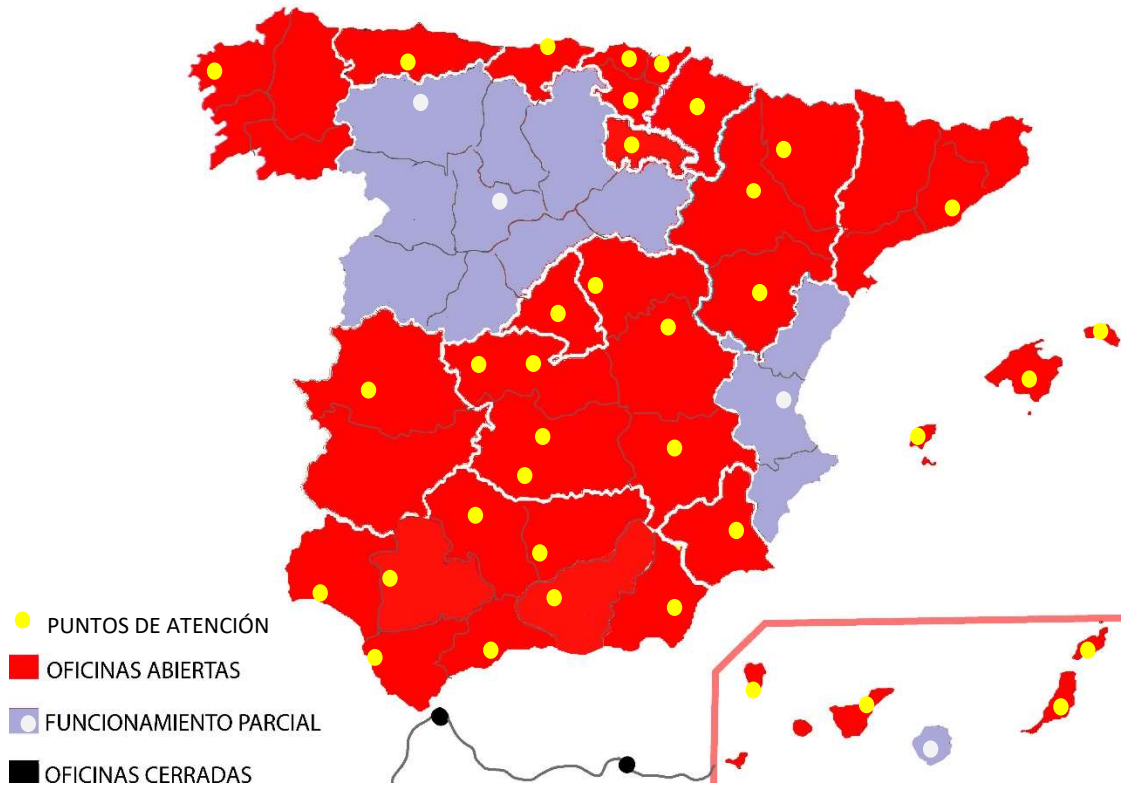 PUNTOS DE ATENCIÓN
OFICINAS ABIERTAS
FUNCIONAMIENTO PARCIAL
OFICINAS CERRADAS